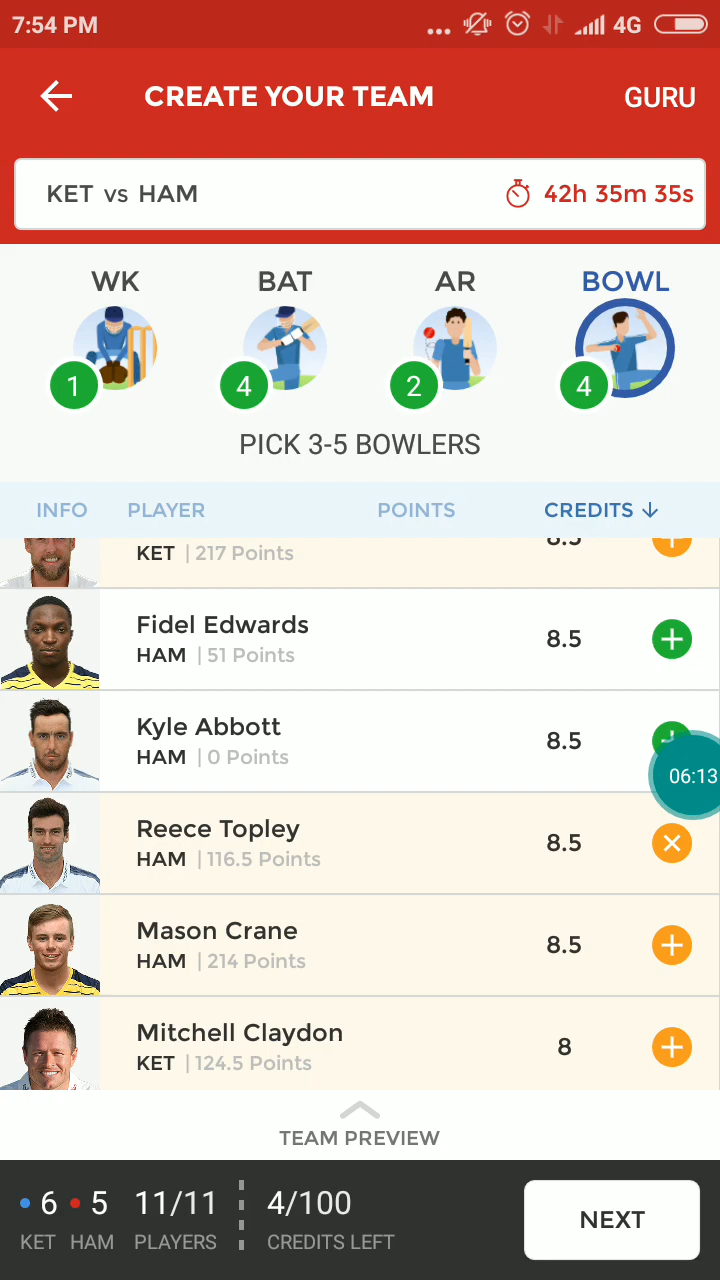 7:54 PM
4G
CREATE YOUR TEAM
GURU
KET vs HAM
42h 35m 35s
WK
BAT
AR
BOWL
1
4
2
4
PICK 3-5 BOWLERS
INFO
PLAYER
POINTS
CREDITS
8.5
KET | 217 Points
Fidel Edwards
8.5
HAM | 51 Points
Kyle Abbott
8.5
HAM | 0 Points
06:13
Reece Topley
8.5
HAM | 116.5 Points
Mason Crane
8.5
HAM | 214 Points
Mitchell Claydon
8
KET | 124.5 Points
TEAM PREVIEW
6
5
11/11
4/100
KET
HAM
PLAYERS
CREDITS LEFT
NEXT